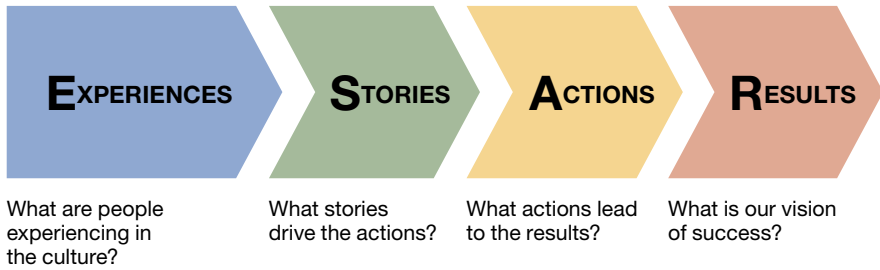 EXPERIENCES
STORIES
ACTIONS
RESULTS
What are people
experiencing in
the culture?
What stories
drive the actions?
What actions lead
to the results?
What is our vision
of success?